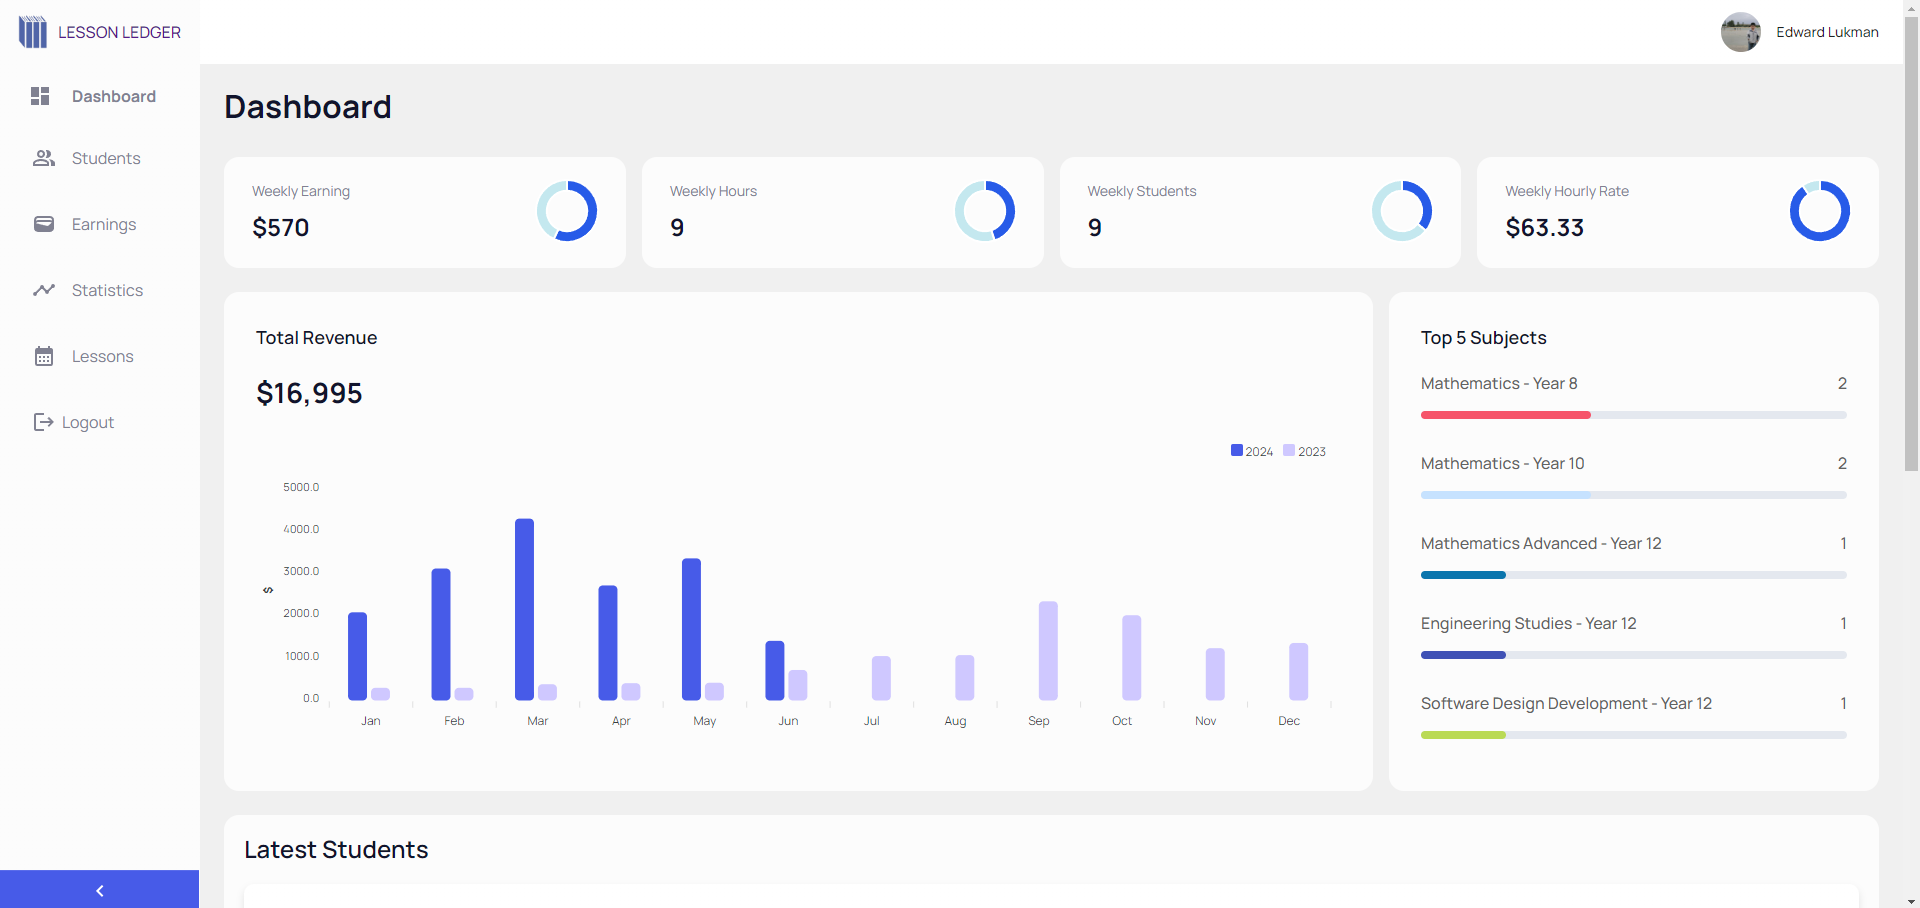 LESSON LEDGER
Edward Lukman
Dashboard
Students
Earnings
Statistics
Lessons
Logout
Dashboard
Weekly Earning
$570
Weekly Hours
9
Weekly Students
9
Weekly Hourly Rate
$63.33
Total Revenue
$16,995
2024 2023
5000.0
4000.0
3000.0
2000.0
1000.0
0.0
$
Jan Feb Mar Apr May Jun Jul Aug Sep Oct Nov Dec
Top 5 Subjects
Mathematics - Year 8 2
Mathematics - Year 10 2
Mathematics Advanced - Year 12 1
Engineering Studies - Year 12 1
Software Design Development - Year 12 1
Latest Students